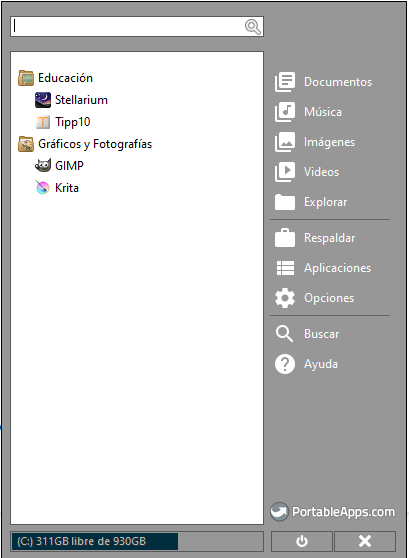 Educación
Stellarium
Tipp10
Gráficos y Fotografías
GIMP
Krita
Documentos
Música
Imágenes
Videos
Explorar
Respaldar
Aplicaciones
Opciones
Buscar
Ayuda
PortableApps.com
(C:) 311GB libre de 930GB